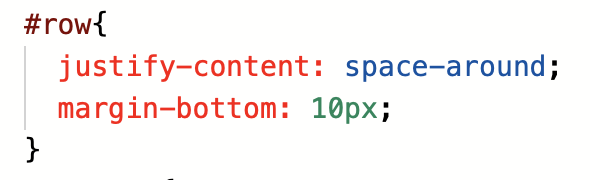 #row{
  justify-content: space-around;
  margin-bottom: 10px;
}